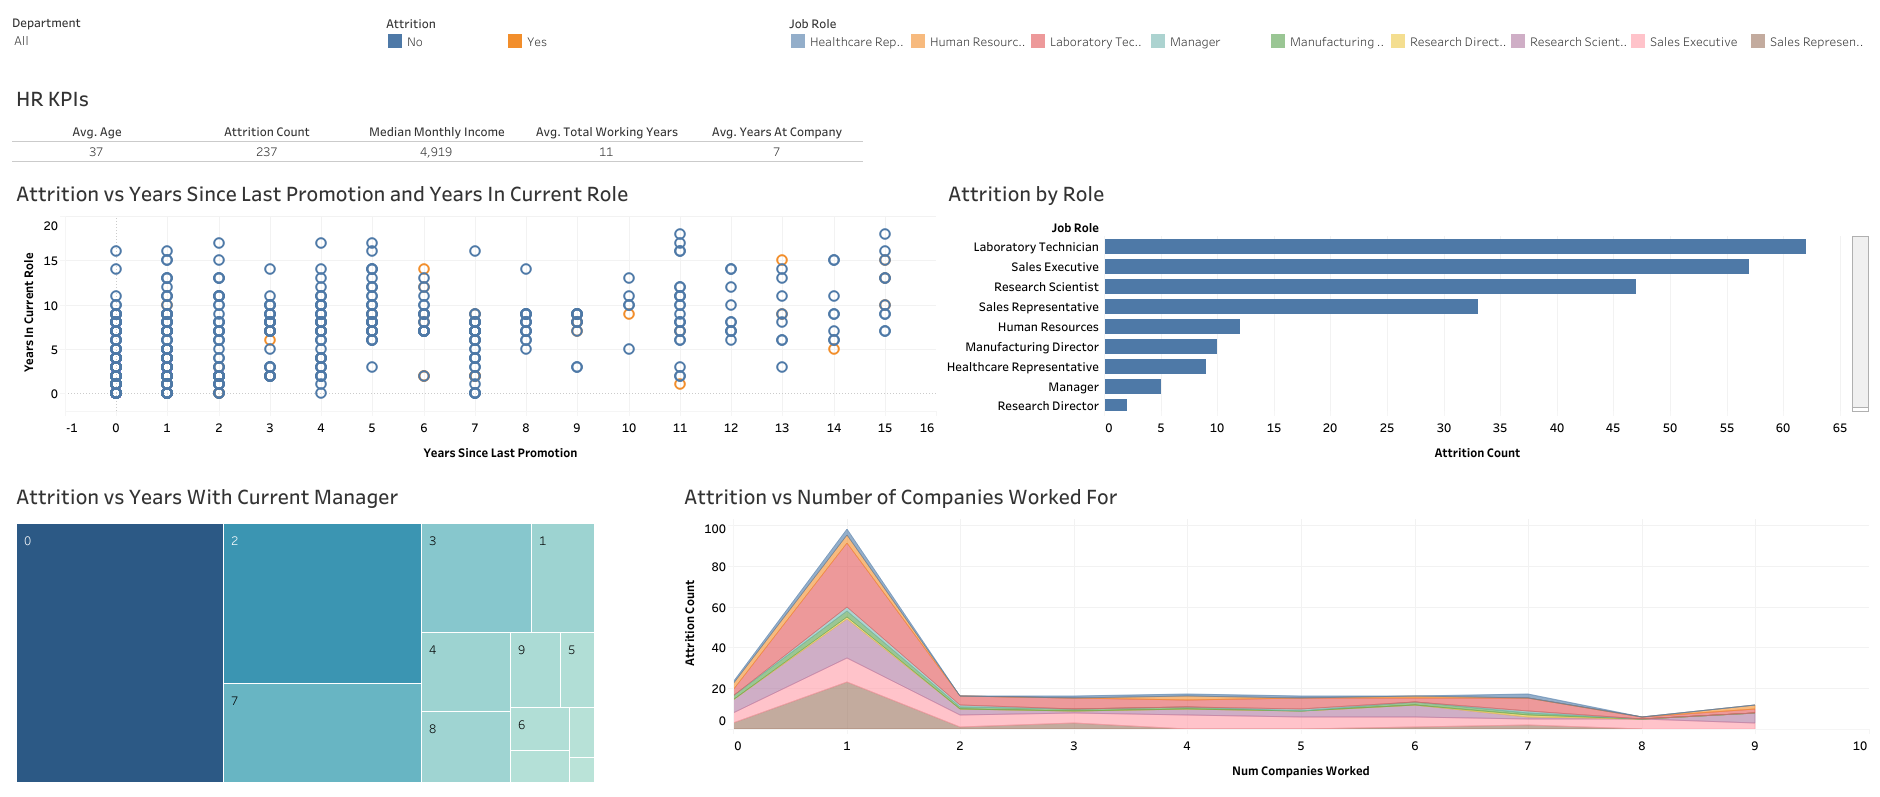 Department
All
Attrition
No
Yes
Job Role
Healthcare Rep..
Human Resourc..
Laboratory Tec..
Manager
Manufacturing ..
Research Direct..
Research Scient..
Sales Executive
Sales Represen..
HR KPIs
Avg. Age
Attrition Count
Median Monthly Income
Avg. Total Working Years
Avg. Years At Company
37
237
4,919
11
7
Attrition vs Years Since Last Promotion and Years In Current Role
Years In Current Role
20
15
10
5
0
-1 0 1 2 3 4 5 6 7 8 9 10 11 12 13 14 15 16
Years Since Last Promotion
Attrition by Role
Job Role
Laboratory Technician
Sales Executive
Research Scientist
Sales Representative
Human Resources
Manufacturing Director
Healthcare Representative
Manager
Research Director
0 5 10 15 20 25 30 35 40 45 50 55 60 65
Attrition Count
Attrition vs Years With Current Manager
0
2
3
1
7
4
9
5
8
6
Attrition vs Number of Companies Worked For
Attrition Count
100
80
60
40
20
0
0 1 2 3 4 5 6 7 8 9 10
Num Companies Worked